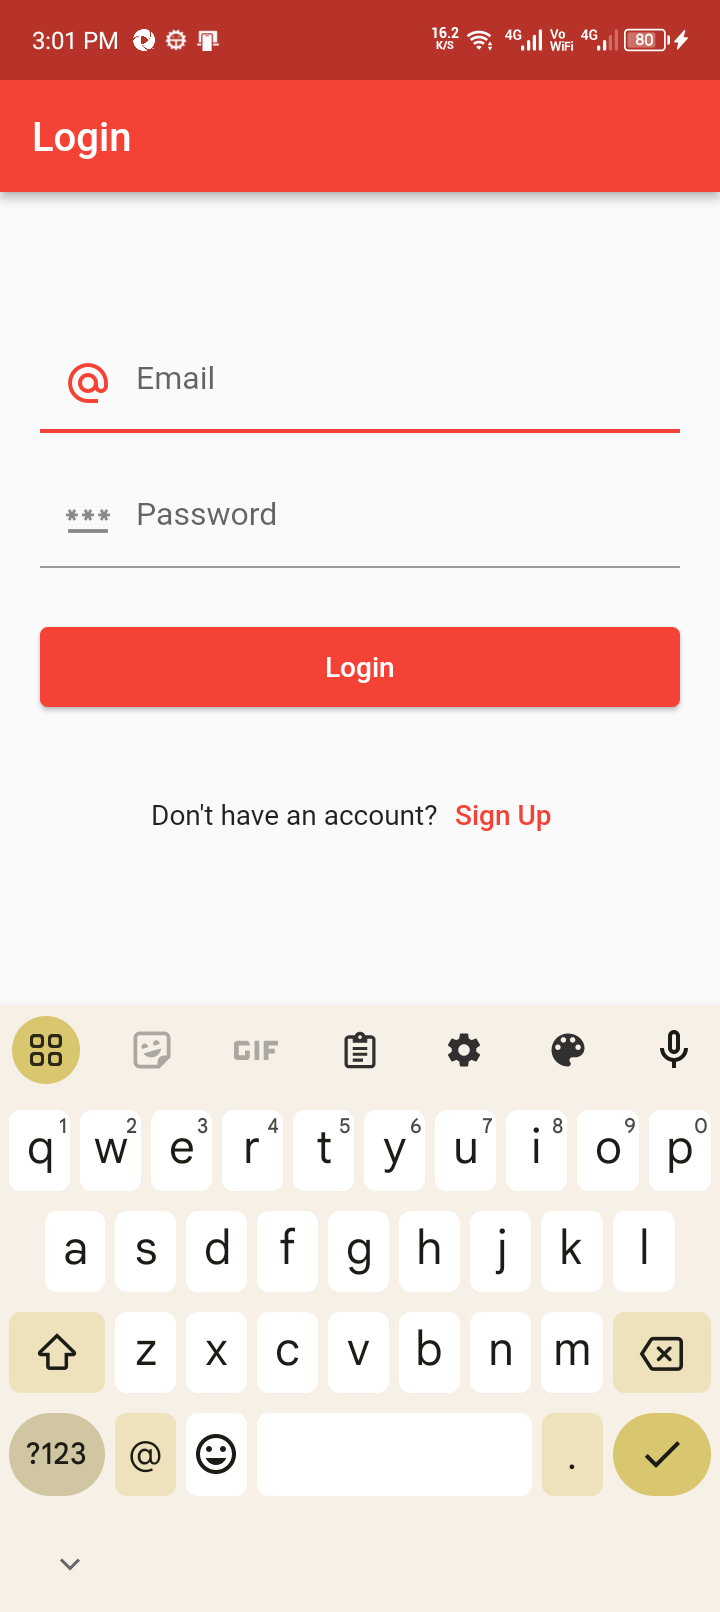 3:01 PM 16.2 K/S 4G Vo WiFi 4G 80
Login
Email
*** Password
Login
Don't have an account? Sign Up
GIF
q1 w2 e3 r4 t5 y6 u7 i8 o9 p0
a s d f g h j k l
z x c v b n m
?123 @ .